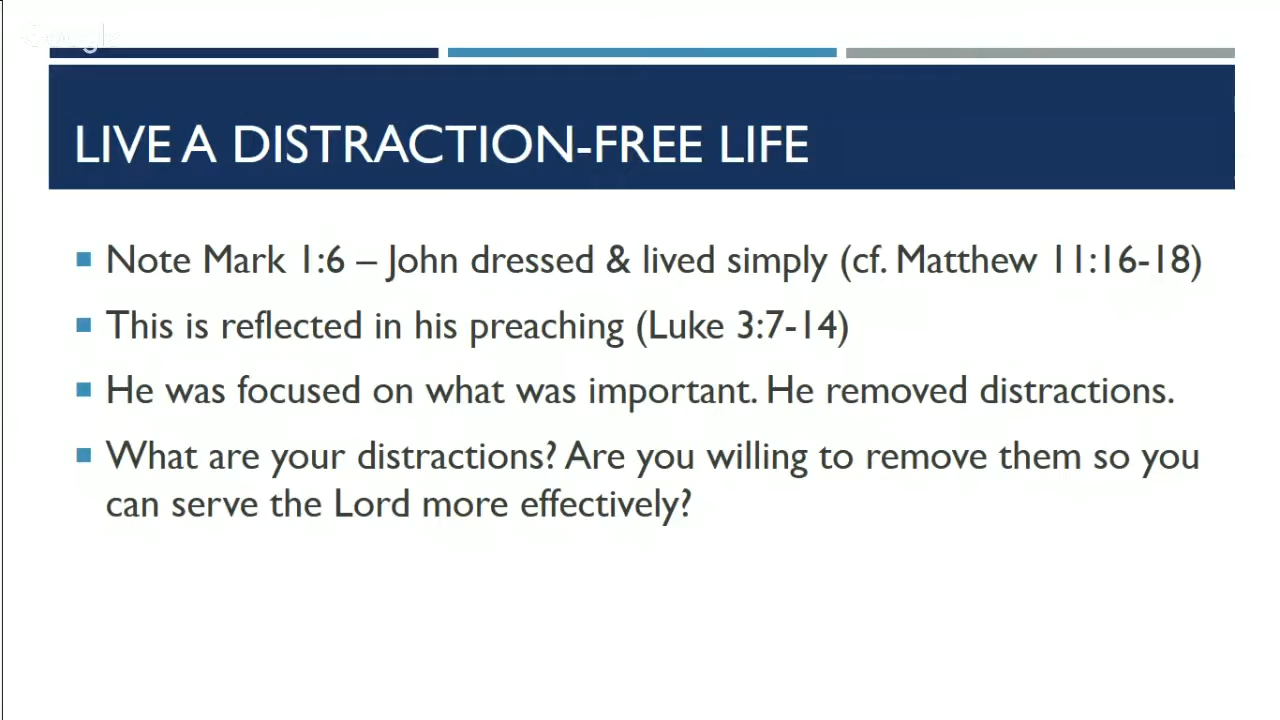 Google
LIVE A DISTRACTION-FREE LIFE
Note Mark 1:6 – John dressed & lived simply (cf. Matthew 11:16-18)
This is reflected in his preaching (Luke 3:7-14)
He was focused on what was important. He removed distractions.
What are your distractions? Are you willing to remove them so you
can serve the Lord more effectively?